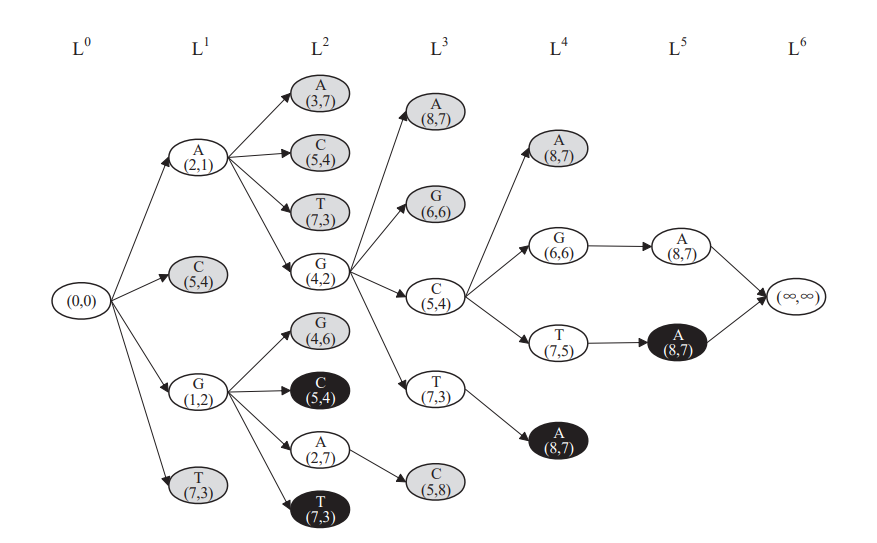 L⁰ L¹ L² L³ L⁴ L⁵ L⁶
(0,0)
A
(2,1)
C
(5,4)
G
(1,2)
T
(7,3)
A
(3,7)
C
(5,4)
T
(7,3)
G
(4,2)
G
(4,6)
C
(5,4)
A
(2,7)
T
(7,3)
A
(8,7)
G
(6,6)
C
(5,4)
T
(7,3)
C
(5,8)
A
(8,7)
G
(6,6)
T
(7,5)
A
(8,7)
A
(8,7)
A
(8,7)
(∞,∞)